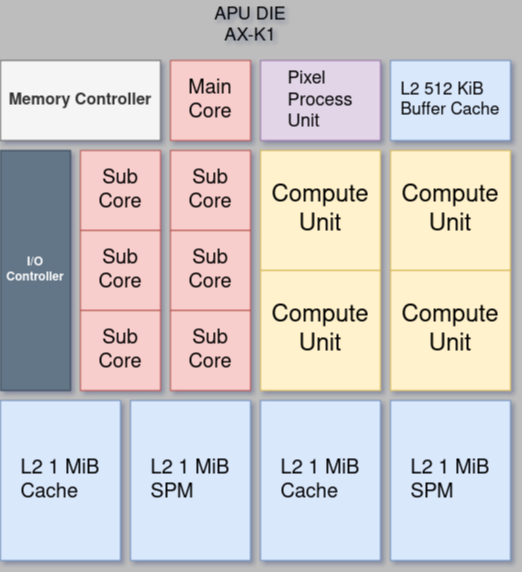 APU DIE
AX-K1
Memory Controller
Main
Core
Pixel
Process
Unit
L2 512 KiB
Buffer Cache
I/O
Controller
Sub
Core
Sub
Core
Compute
Unit
Compute
Unit
Sub
Core
Sub
Core
Sub
Core
Sub
Core
Compute
Unit
Compute
Unit
L2 1 MiB
Cache
L2 1 MiB
SPM
L2 1 MiB
Cache
L2 1 MiB
SPM